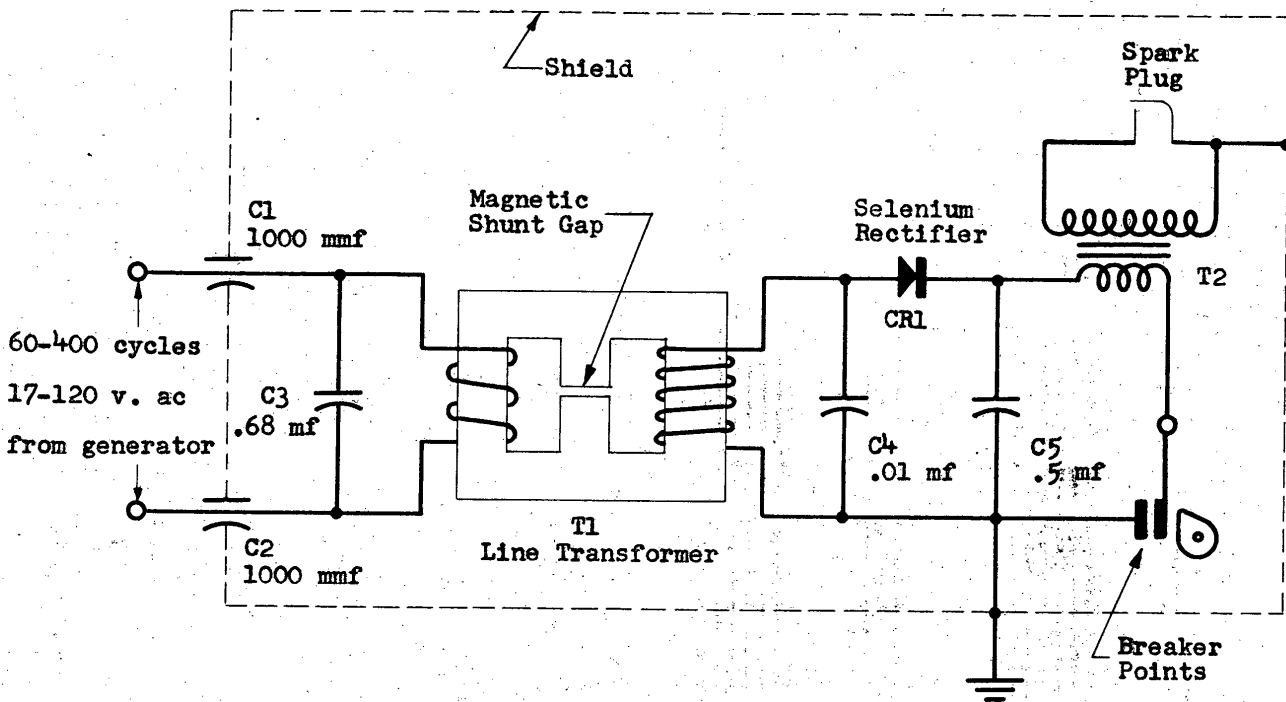 Shield
Spark
Plug
C1
1000 mmf
Magnetic
Shunt Gap
Selenium
Rectifier
T2
CR1
60-400 cycles
17-120 v. ac
from generator
C3
.68 mf
C4
.01 mf
C5
.5 mf
T1
Line Transformer
C2
1000 mmf
Breaker
Points